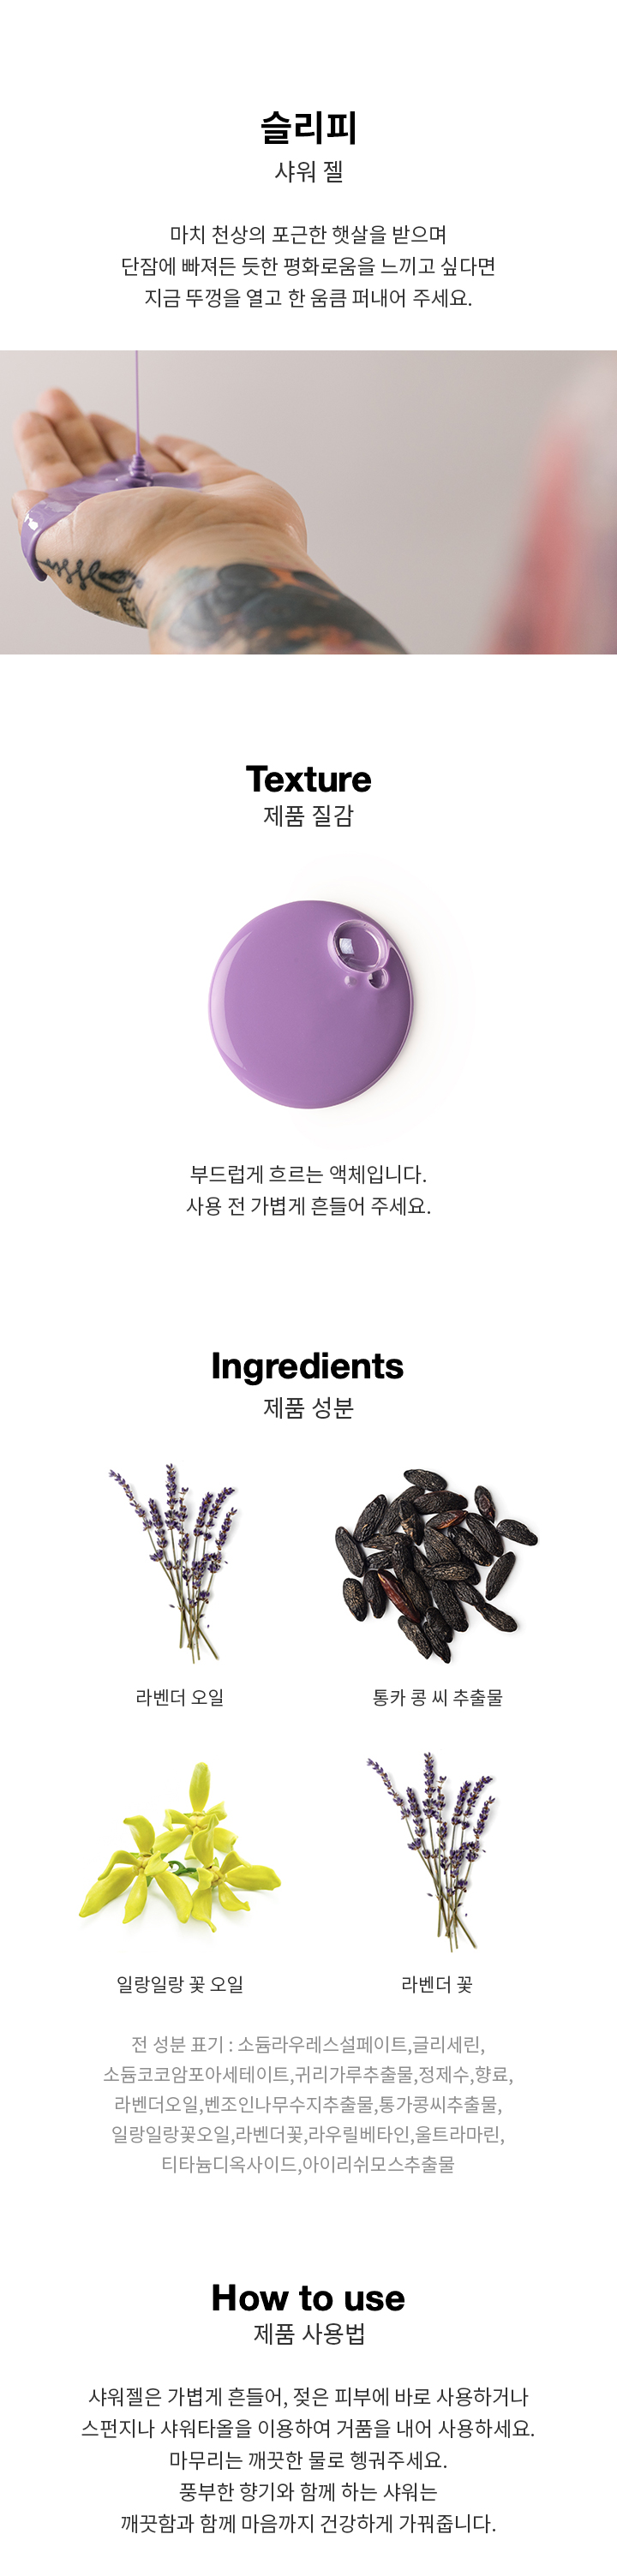 슬리피
샤워 젤
마치 천상의 포근한 햇살을 받으며
단잠에 빠져든 듯한 평화로움을 느끼고 싶다면
지금 뚜껑을 열고 한 움큼 퍼내어 주세요.
Texture
제품 질감
부드럽게 흐르는 액체입니다.
사용 전 가볍게 흔들어 주세요.
Ingredients
제품 성분
라벤더 오일
통카 콩 씨 추출물
일랑일랑 꽃 오일
라벤더 꽃
전 성분 표기 : 소듐라우레스설페이트,글리세린,
소듐코코암포아세테이트,귀리가루추출물,정제수,향료,
라벤더오일,벤조인나무수지추출물,통가콩씨추출물,
일랑일랑꽃오일,라벤더꽃,라우릴베타인,울트라마린,
티타늄디옥사이드,아이리쉬모스추출물
How to use
제품 사용법
샤워젤은 가볍게 흔들어, 젖은 피부에 바로 사용하거나
스펀지나 샤워타올을 이용하여 거품을 내어 사용하세요.
마무리는 깨끗한 물로 헹궈주세요.
풍부한 향기와 함께 하는 샤워는
깨끗함과 함께 마음까지 건강하게 가꿔줍니다.